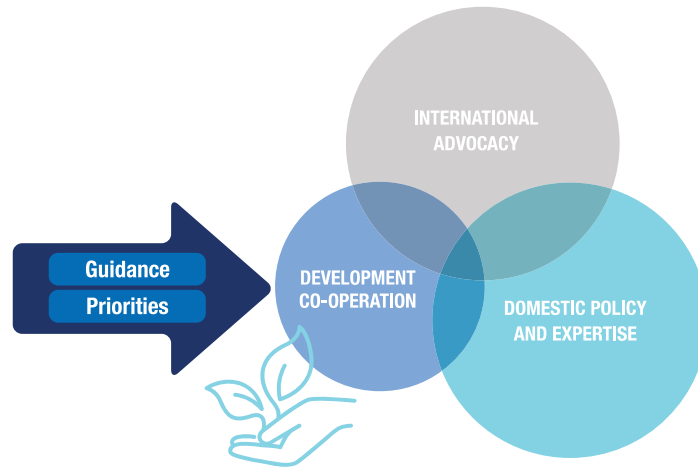 INTERNATIONAL
ADVOCACY
Guidance
Priorities
DEVELOPMENT
CO-OPERATION
DOMESTIC POLICY
AND EXPERTISE